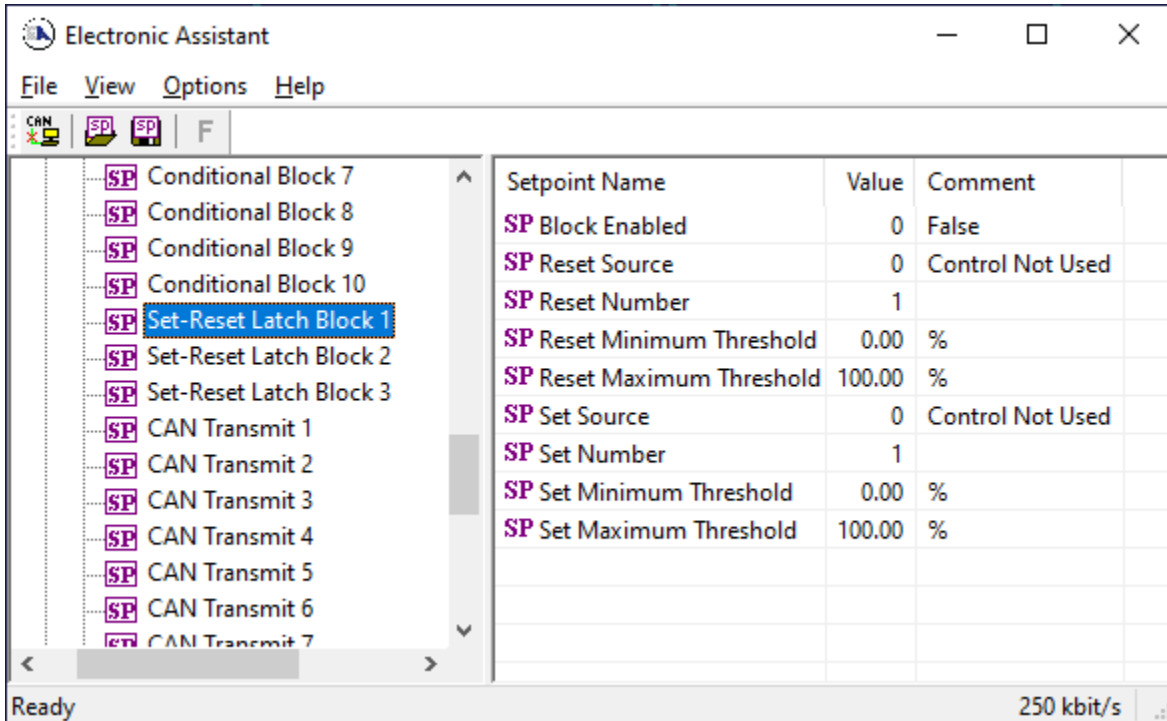 Electronic Assistant
File View Options Help
CAN SP SP F
SP Conditional Block 7
SP Conditional Block 8
SP Conditional Block 9
SP Conditional Block 10
SP Set-Reset Latch Block 1
SP Set-Reset Latch Block 2
SP Set-Reset Latch Block 3
SP CAN Transmit 1
SP CAN Transmit 2
SP CAN Transmit 3
SP CAN Transmit 4
SP CAN Transmit 5
SP CAN Transmit 6
SP CAN Transmit 7
Setpoint Name Value Comment
SP Block Enabled 0 False
SP Reset Source 0 Control Not Used
SP Reset Number 1
SP Reset Minimum Threshold 0.00 %
SP Reset Maximum Threshold 100.00 %
SP Set Source 0 Control Not Used
SP Set Number 1
SP Set Minimum Threshold 0.00 %
SP Set Maximum Threshold 100.00 %
Ready 250 kbit/s